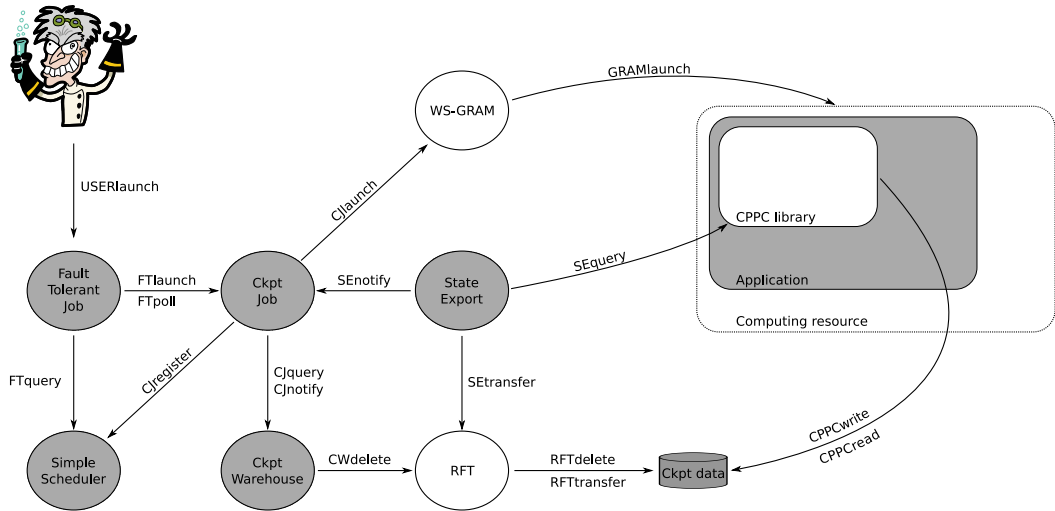 GRAMlaunch
WS-GRAM
USERlaunch
CJlaunch
CPPC library
SEquery
Fault
Tolerant
Job
FTlaunch
FTpoll
Ckpt
Job
SEnotify
State
Export
Application
Computing resource
FTquery
CJregister
CJquery
CJnotify
SEtransfer
CPPCwrite
CPPCread
Simple
Scheduler
Ckpt
Warehouse
CWdelete
RFT
RFTdelete
RFTtransfer
Ckpt data